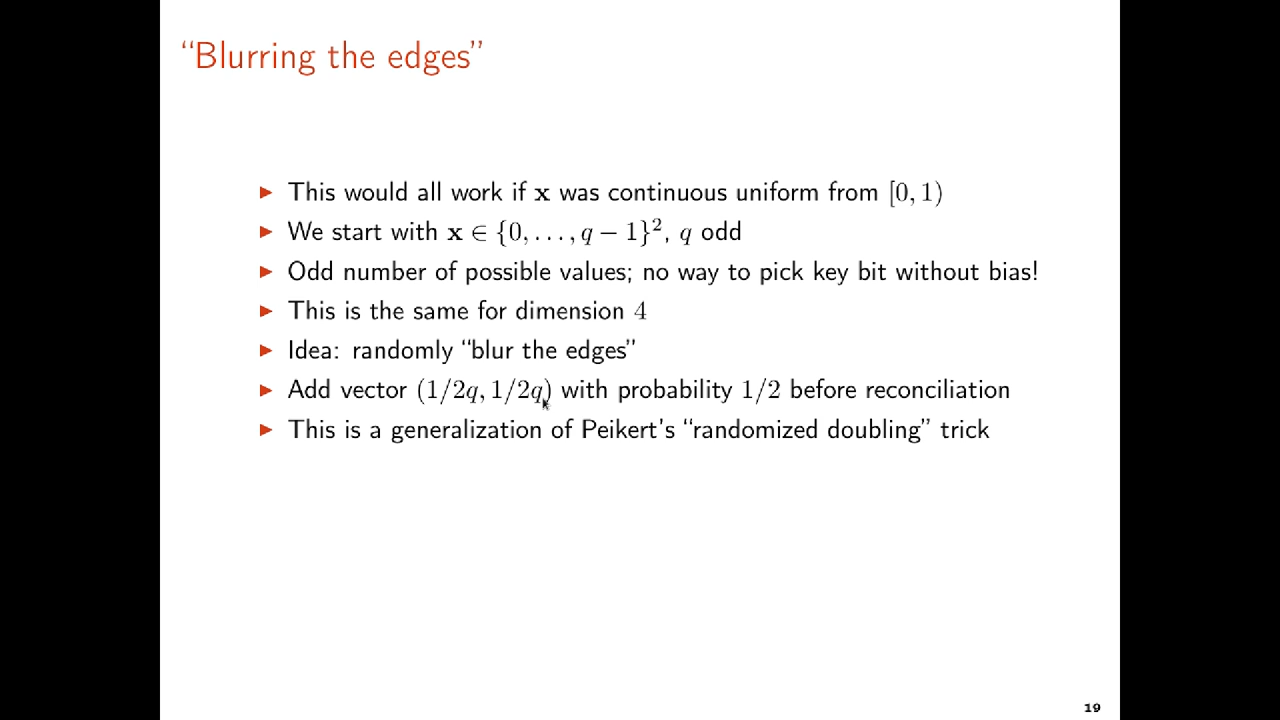 “Blurring the edges”
▶ This would all work if x was continuous uniform from [0, 1)
▶ We start with x ∈ {0, . . . , q − 1}², q odd
▶ Odd number of possible values; no way to pick key bit without bias!
▶ This is the same for dimension 4
▶ Idea: randomly “blur the edges”
▶ Add vector (1/2q, 1/2q) with probability 1/2 before reconciliation
▶ This is a generalization of Peikert’s “randomized doubling” trick
19